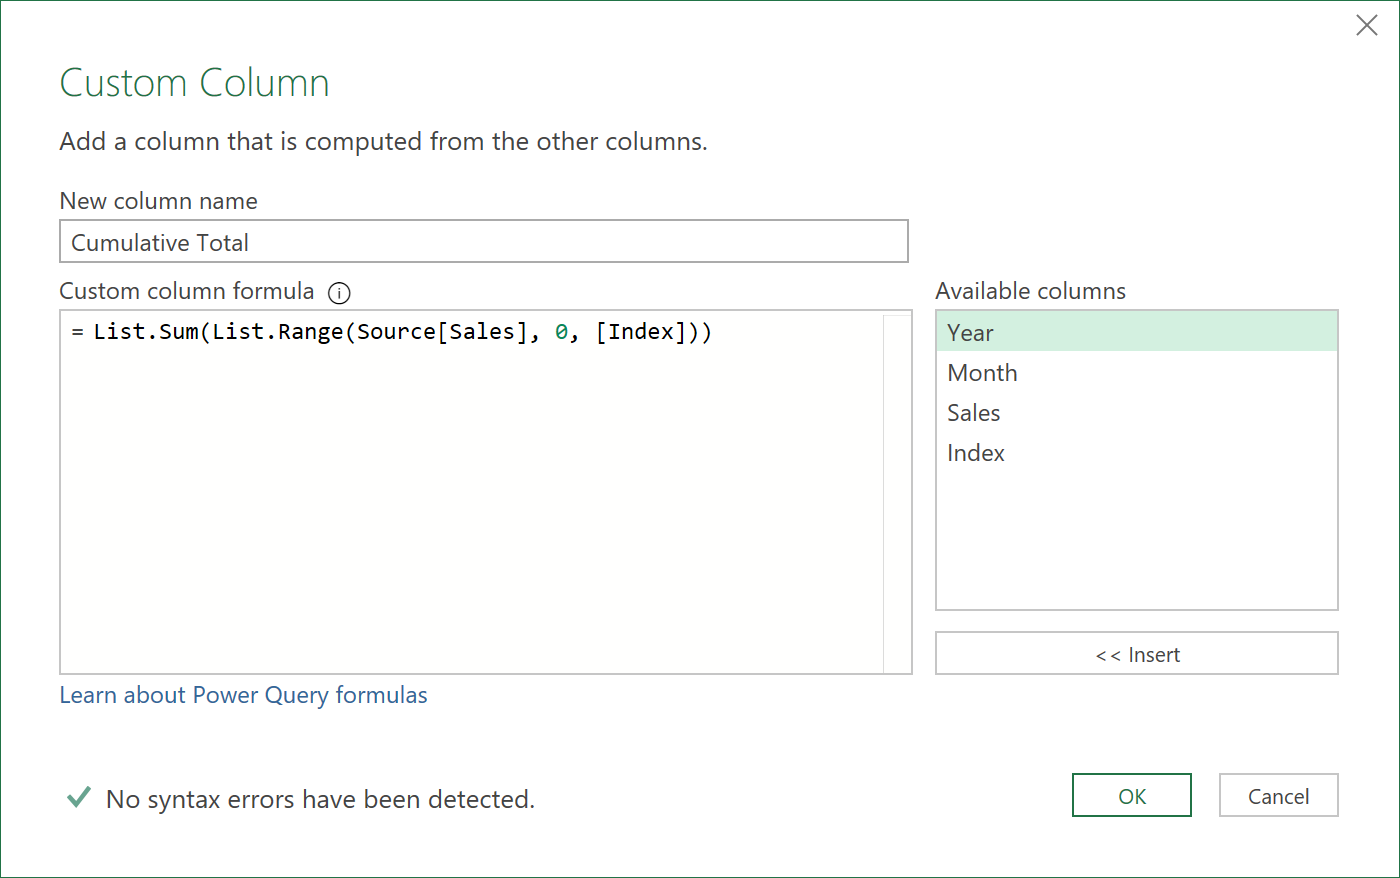 Custom Column
Add a column that is computed from the other columns.
New column name
Cumulative Total
Custom column formula
= List.Sum(List.Range(Source[Sales], 0, [Index]))
Available columns
Year
Month
Sales
Index
<< Insert
Learn about Power Query formulas
No syntax errors have been detected.
OK
Cancel